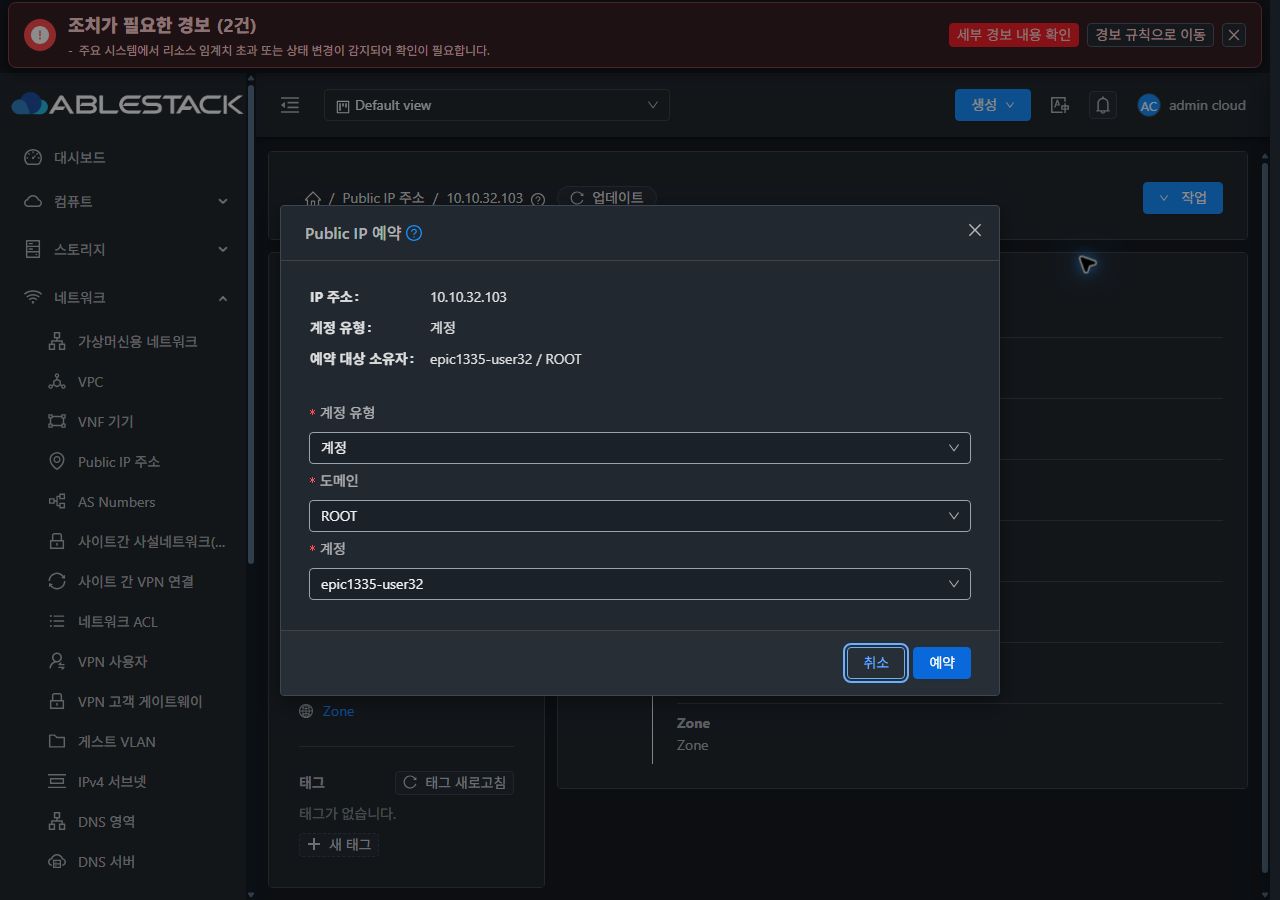 조치가 필요한 경보 (2건)
- 주요 시스템에서 리소스 임계치 초과 또는 상태 변경이 감지되어 확인이 필요합니다.
세부 경보 내용 확인
경보 규칙으로 이동
ABLESTACK
Default view
생성
AC
admin cloud
대시보드
컴퓨트
스토리지
네트워크
가상머신용 네트워크
VPC
VNF 기기
Public IP 주소
AS Numbers
사이트간 사설네트워크(...
사이트 간 VPN 연결
네트워크 ACL
VPN 사용자
VPN 고객 게이트웨이
게스트 VLAN
IPv4 서브넷
DNS 영역
DNS 서버
/ Public IP 주소 / 10.10.32.103
업데이트
작업
Public IP 예약
IP 주소: 10.10.32.103
계정 유형: 계정
예약 대상 소유자: epic1335-user32 / ROOT
* 계정 유형
계정
* 도메인
ROOT
* 계정
epic1335-user32
취소
예약
Zone
태그
태그 새로고침
태그가 없습니다.
새 태그
Zone
Zone